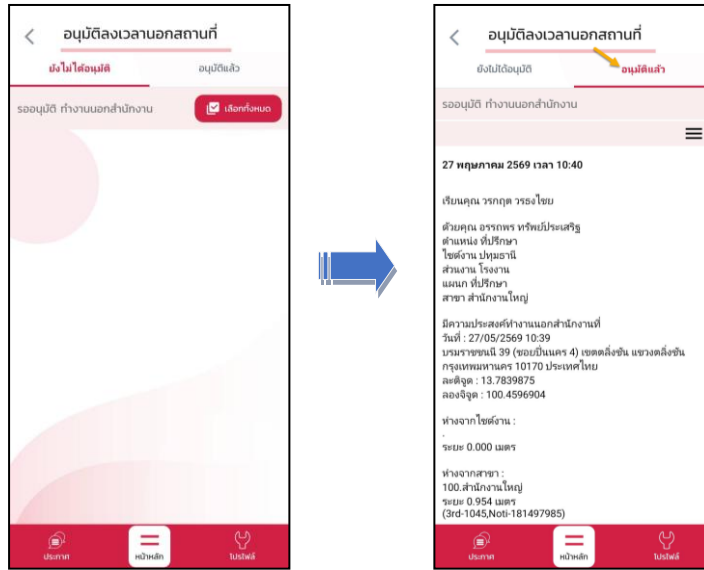 อนุมัติลงเวลานอกสถานที่
ยังไม่ได้อนุมัติ
อนุมัติแล้ว
รออนุมัติ ทำงานนอกสำนักงาน
เลือกทั้งหมด
ประกาศ
หน้าหลัก
โปรไฟล์
อนุมัติลงเวลานอกสถานที่
ยังไม่ได้อนุมัติ
อนุมัติแล้ว
รออนุมัติ ทำงานนอกสำนักงาน
27 พฤษภาคม 2569 เวลา 10:40
เรียนคุณ วรกฤต วรธงไชย
ด้วยคุณ อรรถพร ทรัพย์ประเสริฐ
ตำแหน่ง ที่ปรึกษา
ไซต์งาน ปทุมธานี
ส่วนงาน โรงงาน
แผนก ที่ปรึกษา
สาขา สำนักงานใหญ่
มีความประสงค์ทำงานนอกสำนักงานที่
วันที่ : 27/05/2569 10:39
บรมราชชนนี 39 (ซอยปิ่นนคร 4) เขตตลิ่งชัน แขวงตลิ่งชัน
กรุงเทพมหานคร 10170 ประเทศไทย
ละติจูด : 13.7839875
ลองจิจูด : 100.4596904
ห่างจากไซต์งาน :
.
ระยะ 0.000 เมตร
ห่างจากสาขา :
100.สำนักงานใหญ่
ระยะ 0.954 เมตร
(3rd-1045,Noti-181497985)
ประกาศ
หน้าหลัก
โปรไฟล์